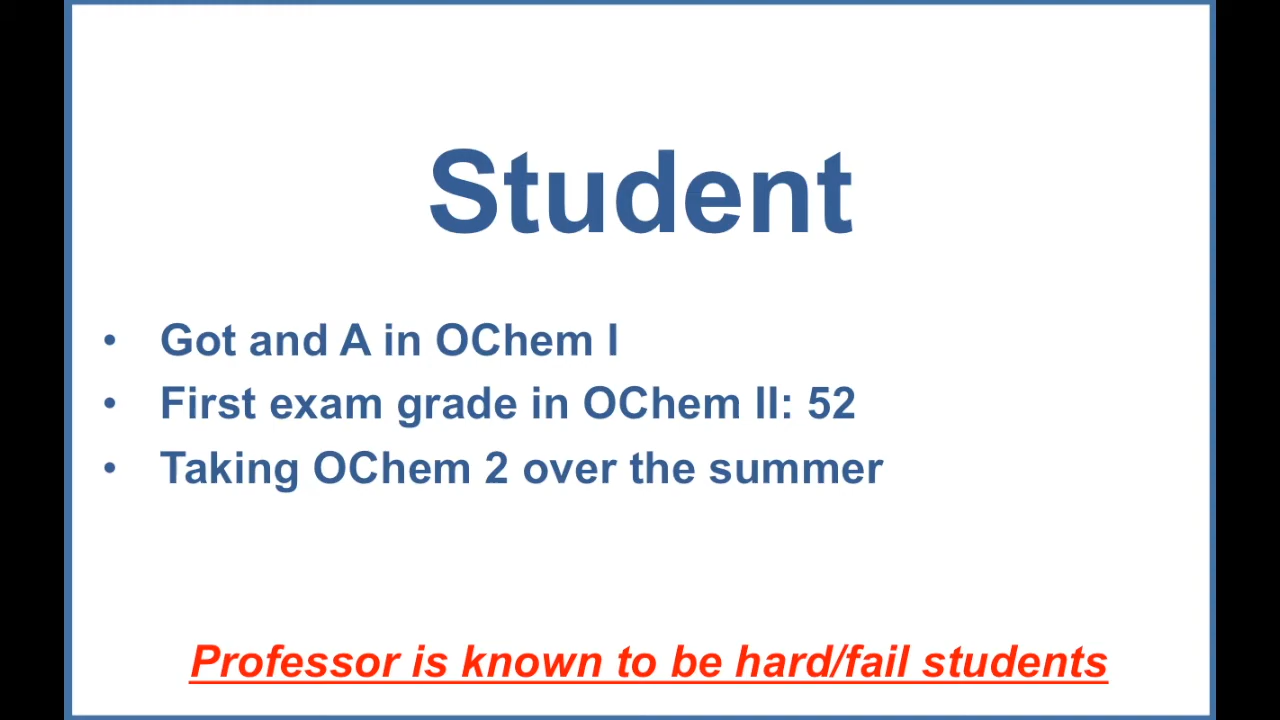 Student
• Got and A in OChem I
• First exam grade in OChem II: 52
• Taking OChem 2 over the summer
Professor is known to be hard/fail students